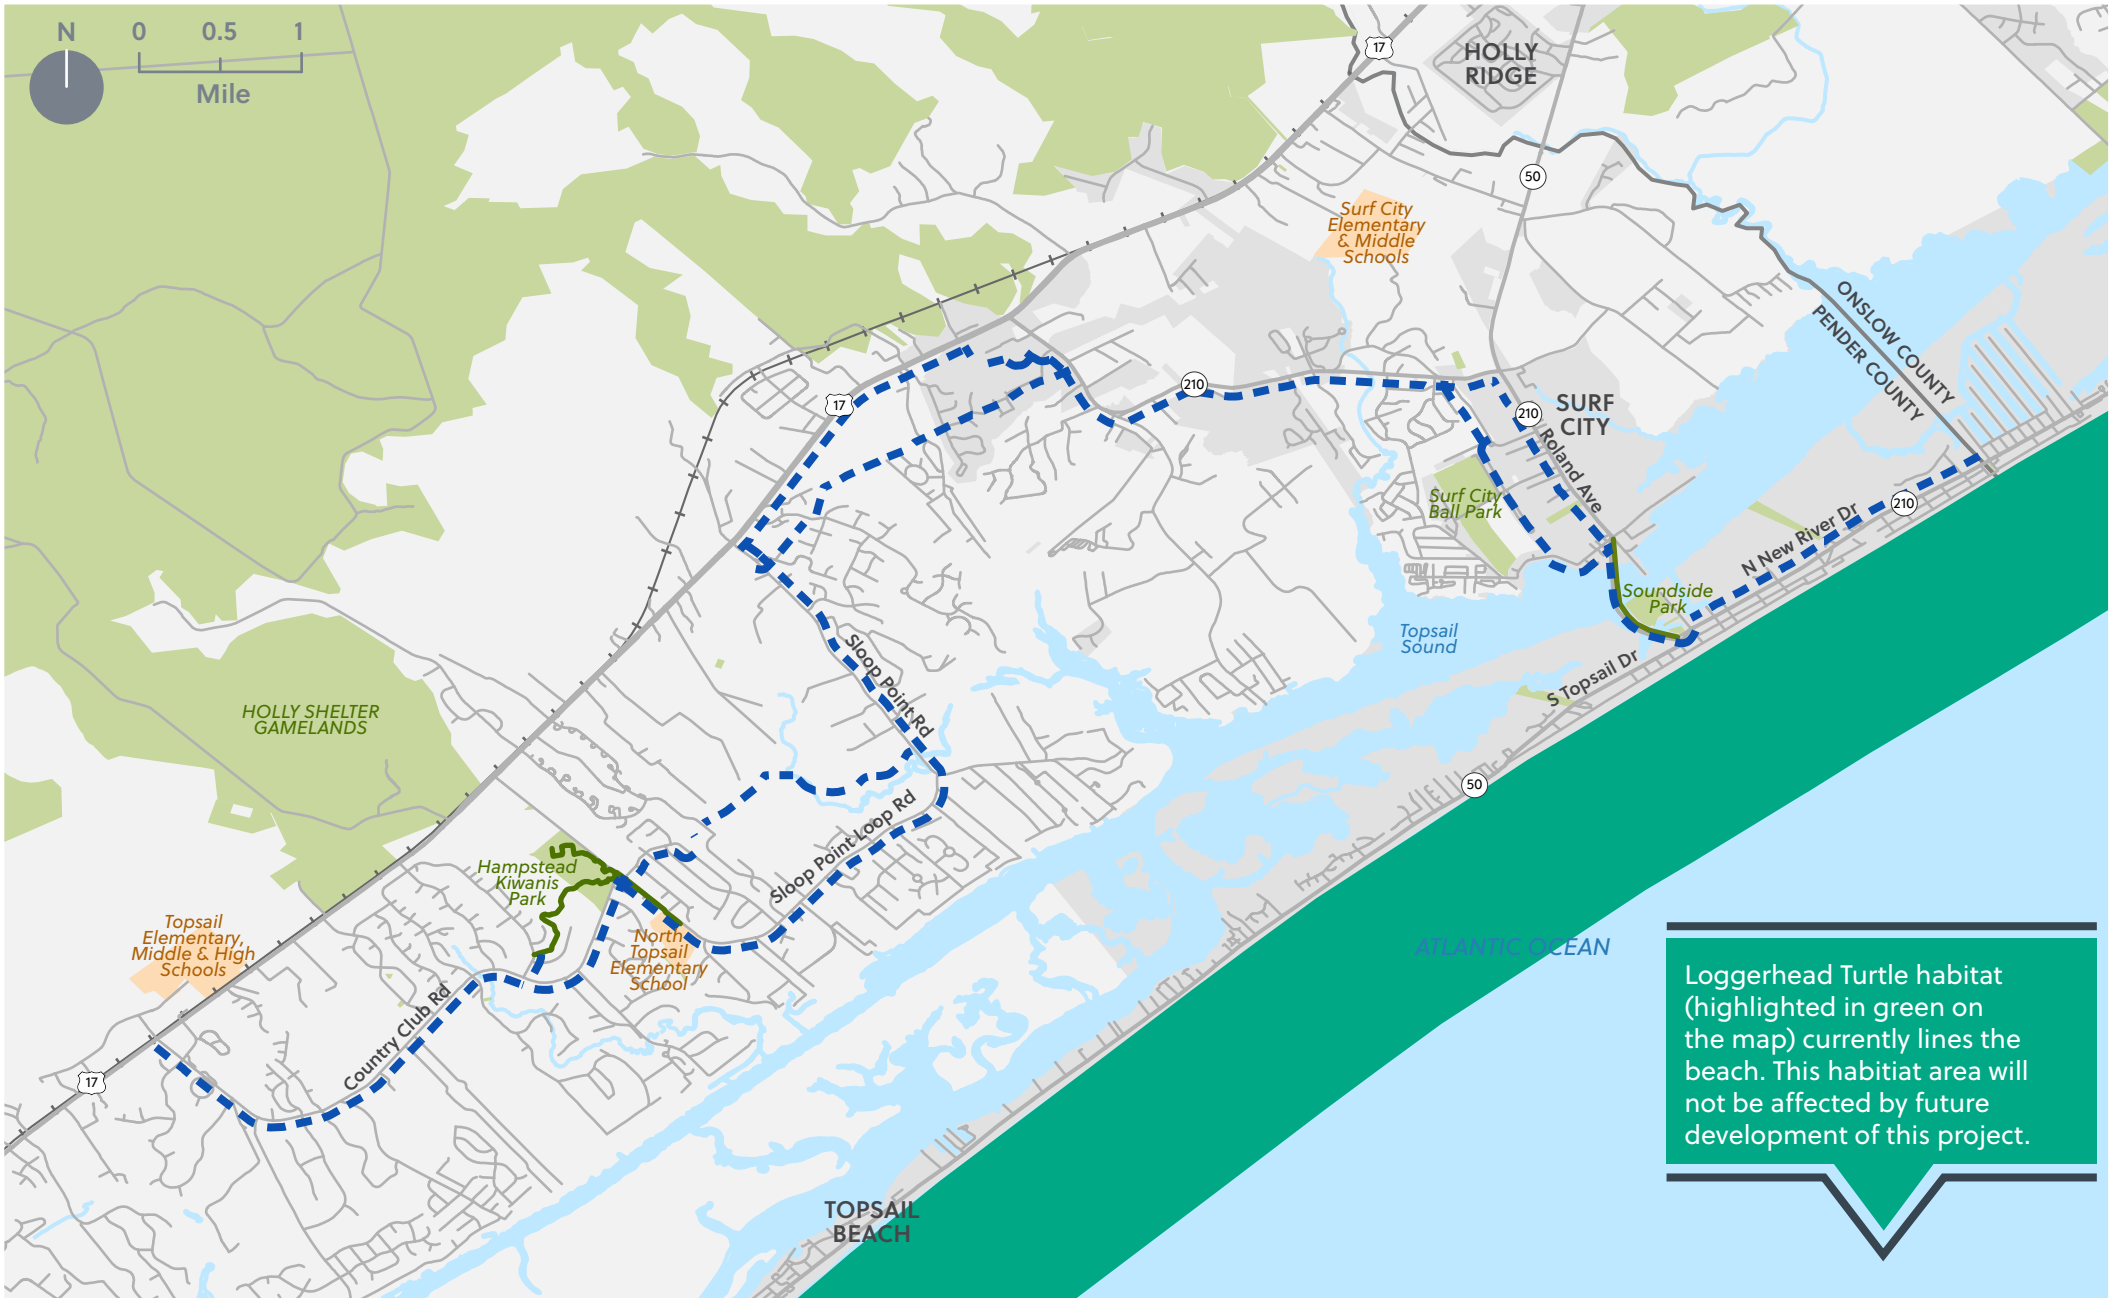 N
0 0.5 1
Mile
17
HOLLY
RIDGE
50
Surf City
Elementary
& Middle
Schools
ONSLOW COUNTY
PENDER COUNTY
17
210
210
SURF
CITY
Roland Ave
Surf City
Ball Park
210
N New River Dr
Soundside
Park
Topsail
Sound
S Topsail Dr
Sloop Point Rd
HOLLY SHELTER
GAMELANDS
50
Sloop Point Loop Rd
Hampstead
Kiwanis
Park
Topsail
Elementary,
Middle & High
Schools
North
Topsail
Elementary
School
ATLANTIC OCEAN
Country Club Rd
17
TOPSAIL
BEACH
Loggerhead Turtle habitat
(highlighted in green on
the map) currently lines the
beach. This habitiat area will
not be affected by future
development of this project.